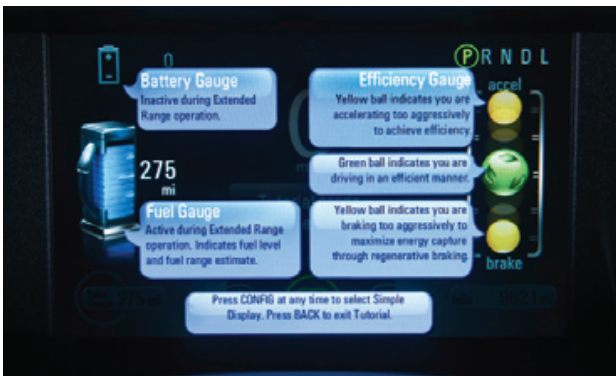 0
P R N D L
Battery Gauge
Inactive during Extended
Range operation.
Efficiency Gauge
accel
Yellow ball indicates you are
accelerating too aggressively
to achieve efficiency.
275
mi
Green ball indicates you are
driving in an efficient manner.
Fuel Gauge
Active during Extended Range
operation. Indicates fuel level
and fuel range estimate.
Yellow ball indicates you are
braking too aggressively to
maximize energy capture
through regenerative braking.
brake
Press CONFIG at any time to select Simple
Display. Press BACK to exit Tutorial.